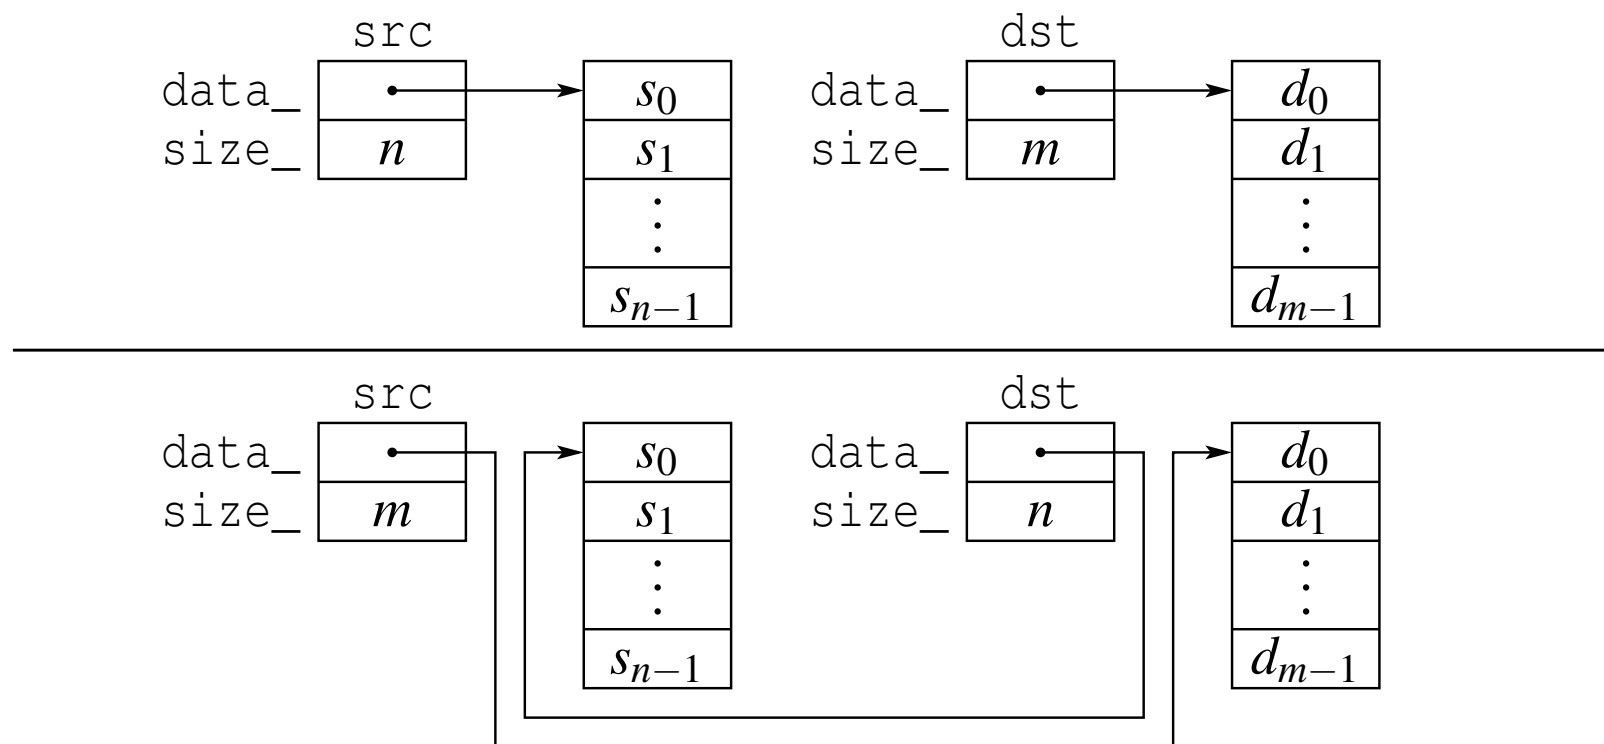 src dst
data_ s0 data_ d0
size_ n s1 size_ m d1
⋮ ⋮
sn−1 dm−1
src dst
data_ s0 data_ d0
size_ m s1 size_ n d1
⋮ ⋮
sn−1 dm−1